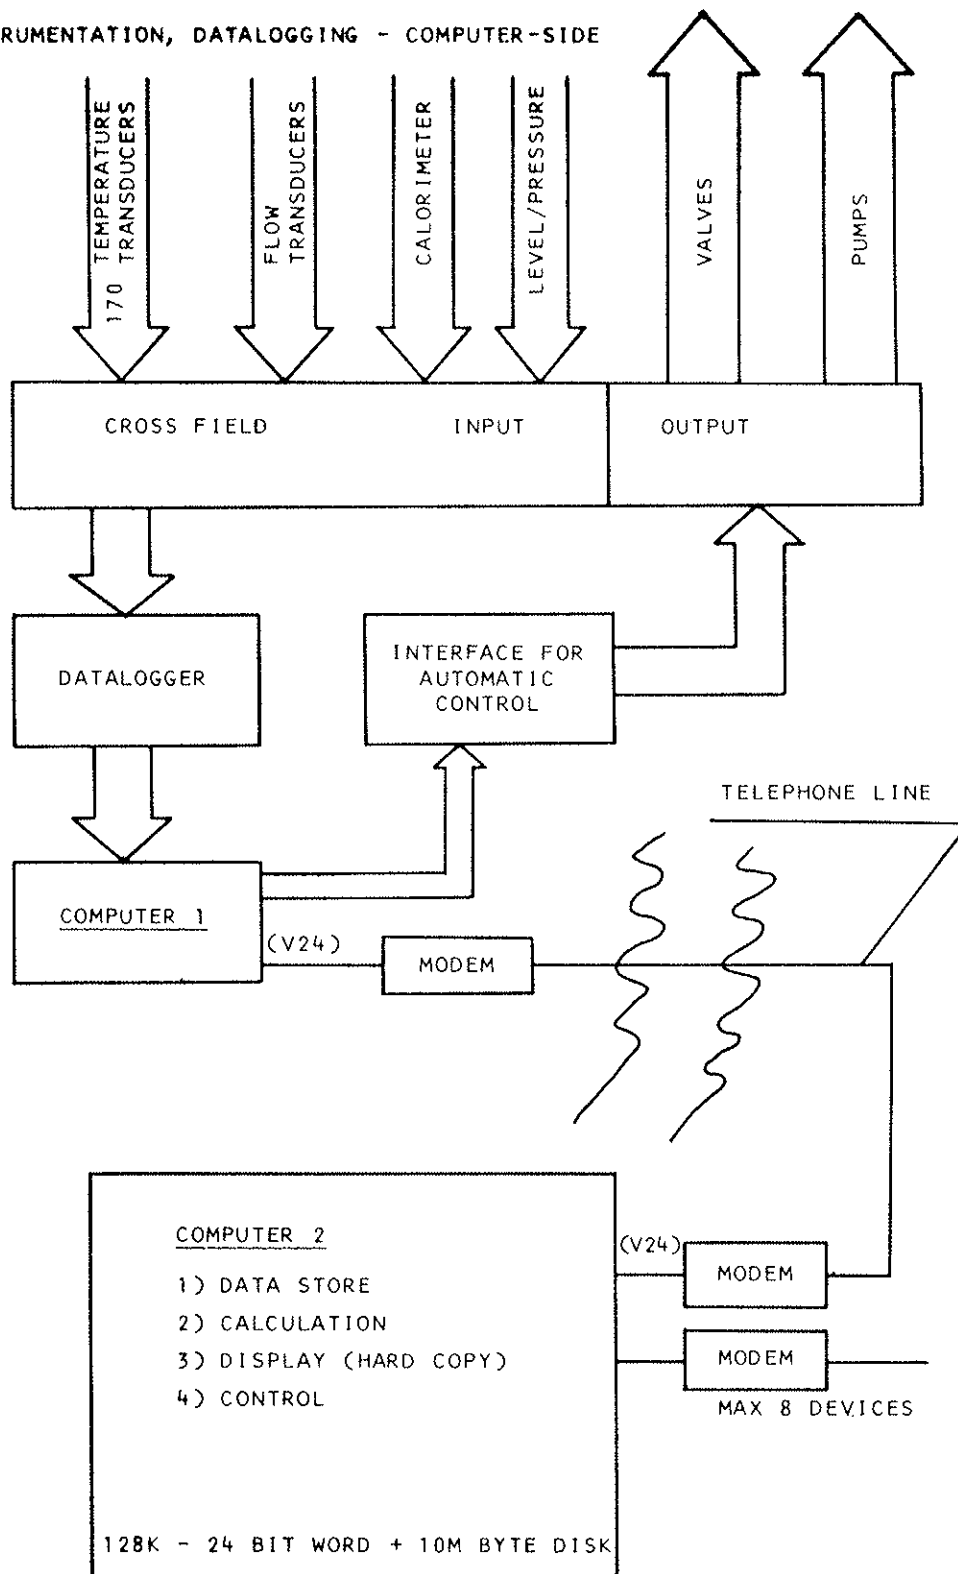 RUMENTATION, DATALOGGING - COMPUTER-SIDE
170 TEMPERATURE
TRANSDUCERS
FLOW
TRANSDUCERS
CALORIMETER
LEVEL/PRESSURE
VALVES
PUMPS
CROSS FIELD INPUT
OUTPUT
DATALOGGER
INTERFACE FOR
AUTOMATIC
CONTROL
TELEPHONE LINE
COMPUTER 1
(V24)
MODEM
COMPUTER 2
1) DATA STORE
2) CALCULATION
3) DISPLAY (HARD COPY)
4) CONTROL
(V24)
MODEM
MODEM
MAX 8 DEVICES
128K - 24 BIT WORD + 10M BYTE DISK